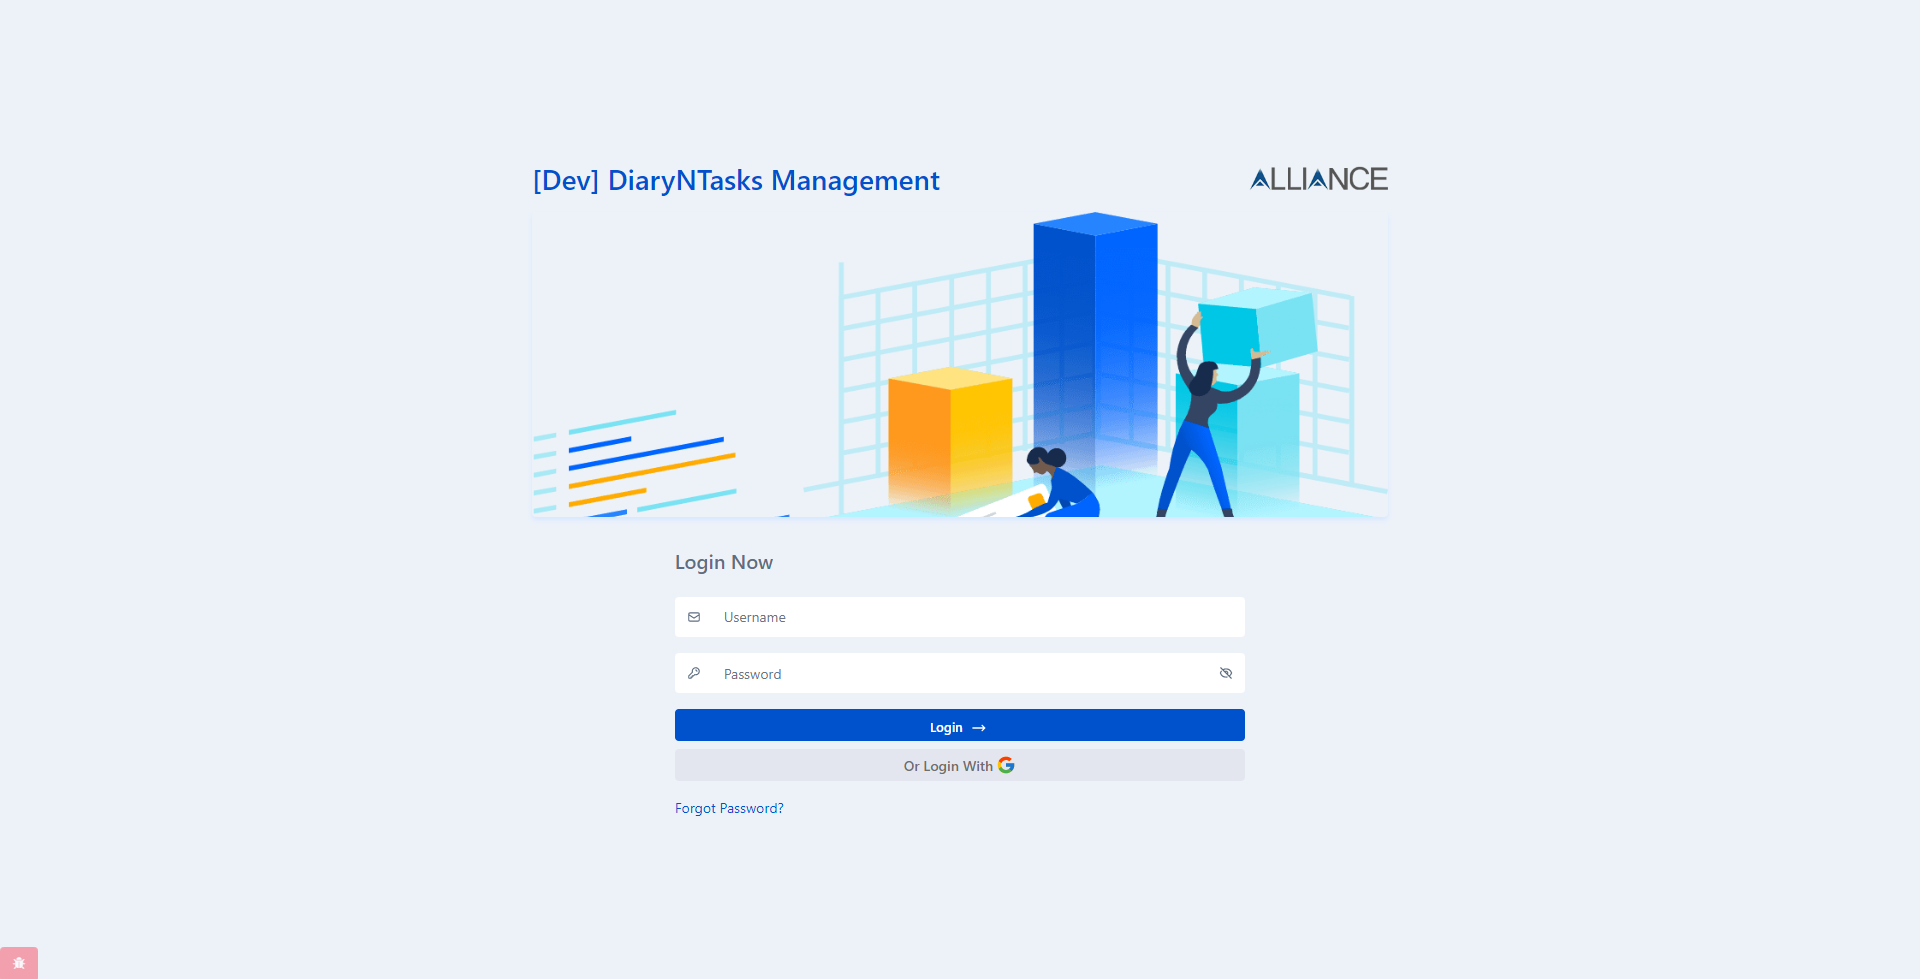 [Dev] DiaryNTasks Management
ALLIANCE
Login Now
Username
Password
Login →
Or Login With G
Forgot Password?